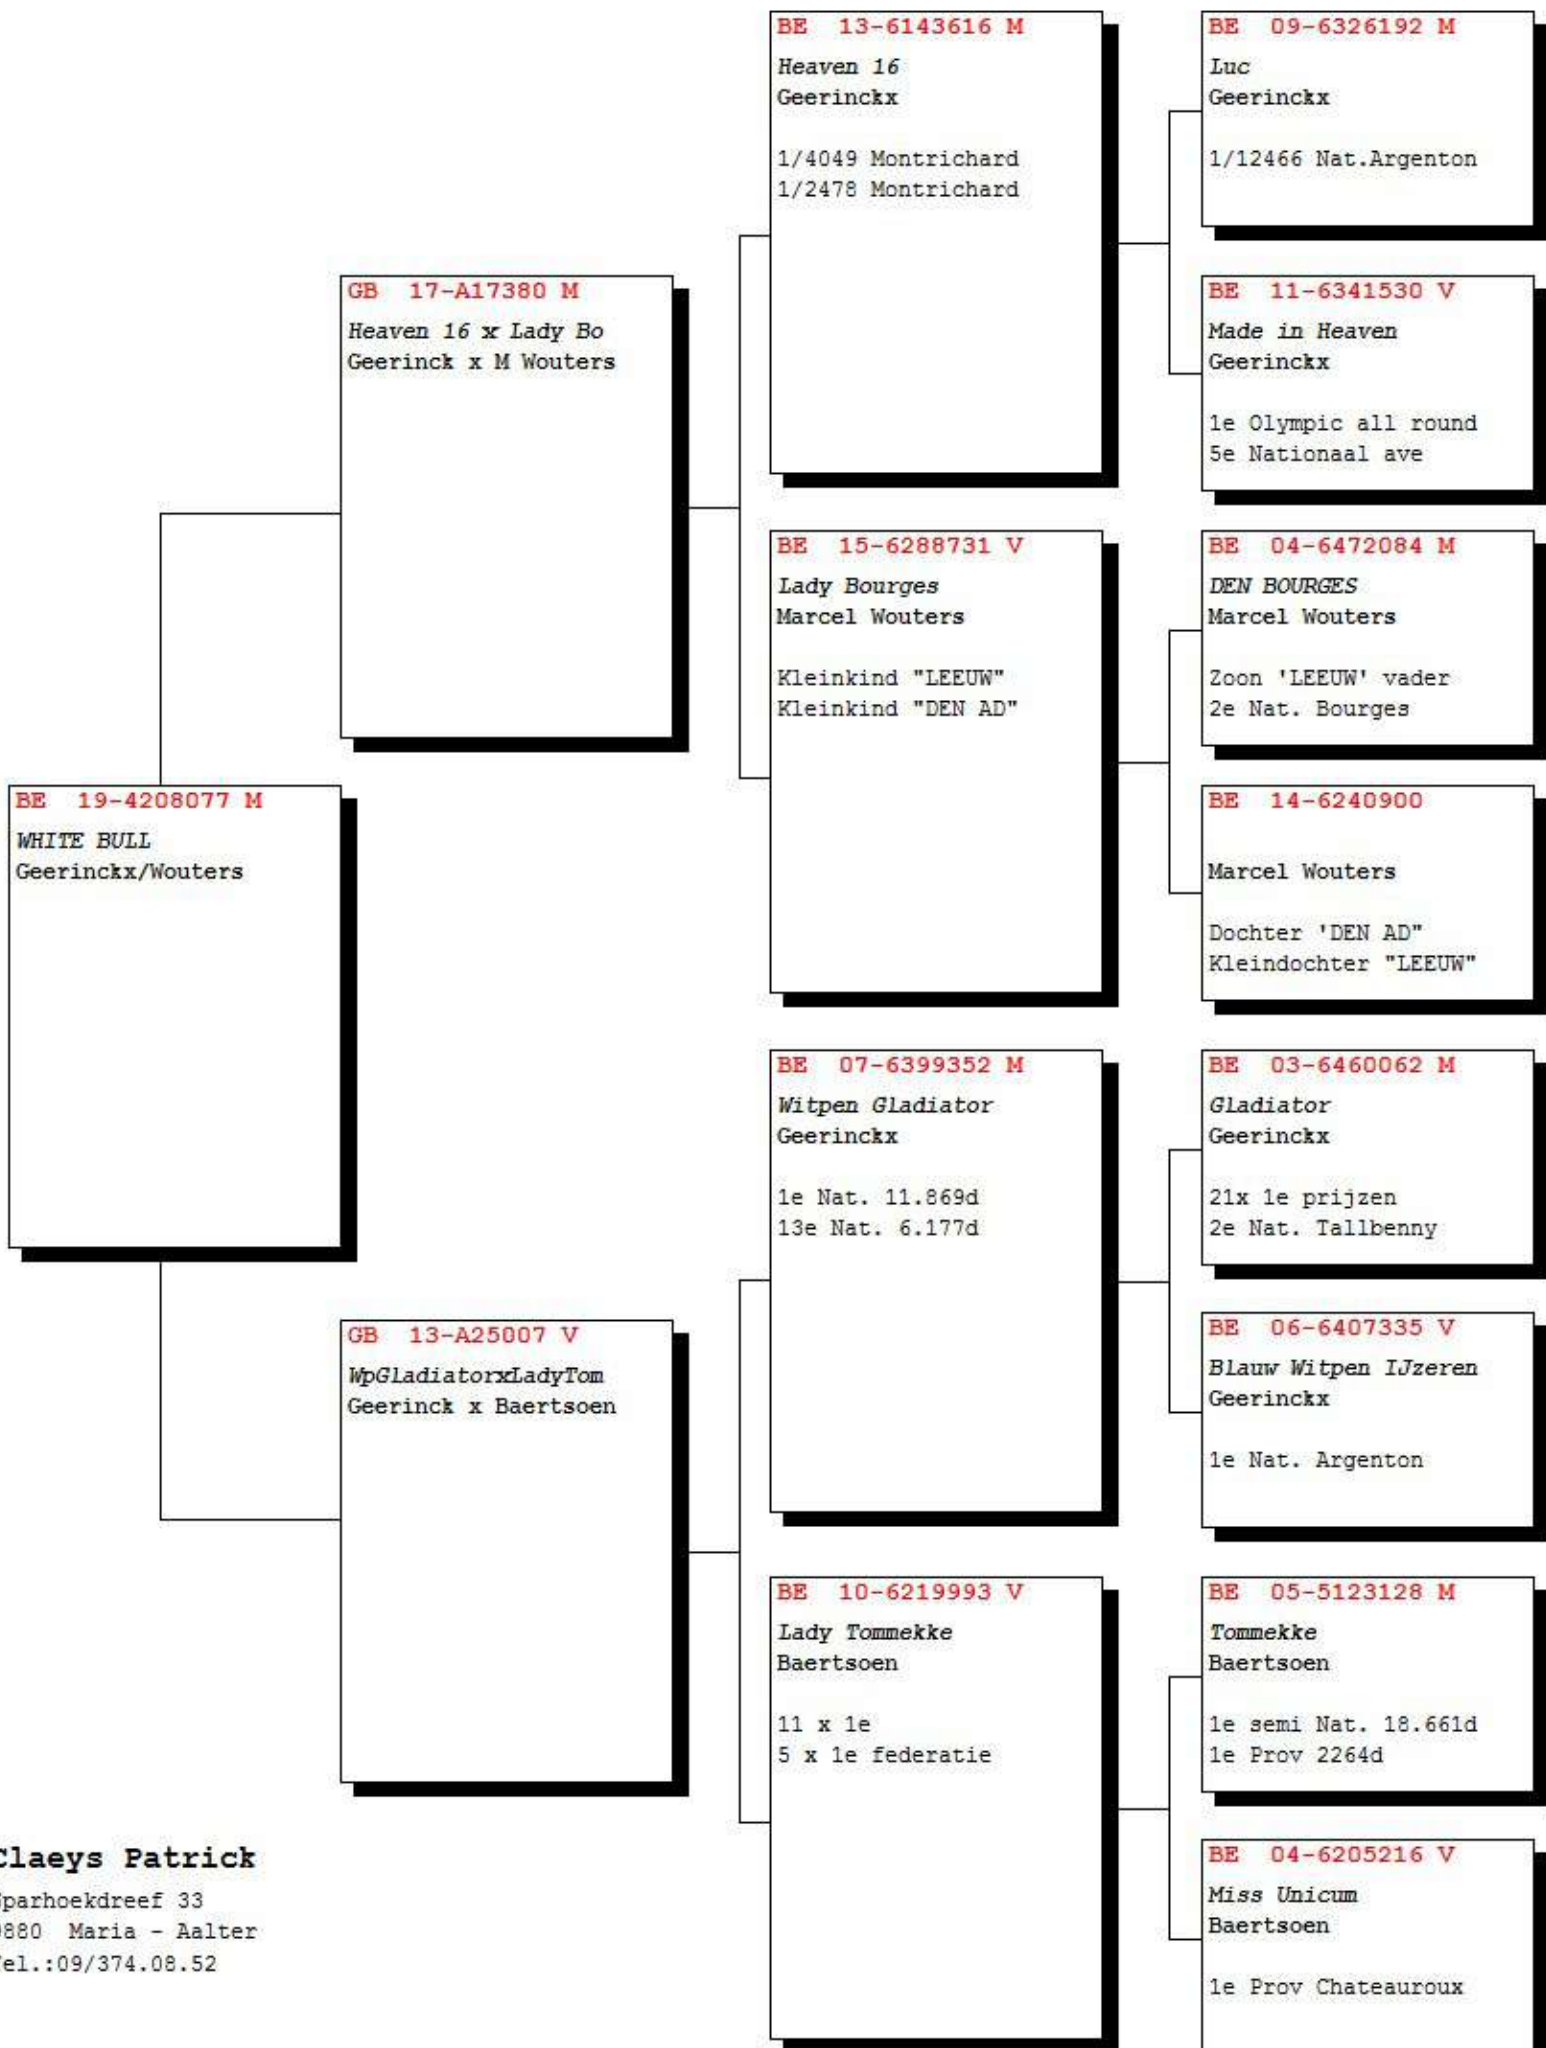 BE 13-6143616 M
Heaven 16
Geerinckx
1/4049 Montrichard
1/2478 Montrichard
BE 09-6326192 M
Luc
Geerinckx
1/12466 Nat.Argenton
BE 11-6341530 V
Made in Heaven
Geerinckx
1e Olympic all round
5e Nationaal ave
GB 17-A17380 M
Heaven 16 x Lady Bo
Geerinck x M Wouters
BE 15-6288731 V
Lady Bourges
Marcel Wouters
Kleinkind "LEEUW"
Kleinkind "DEN AD"
BE 04-6472084 M
DEN BOURGES
Marcel Wouters
Zoon 'LEEUW' vader
2e Nat. Bourges
BE 14-6240900
Marcel Wouters
Dochter 'DEN AD"
Kleindochter "LEEUW"
BE 19-4208077 M
WHITE BULL
Geerinckx/Wouters
BE 07-6399352 M
Witpen Gladiator
Geerinckx
1e Nat. 11.869d
13e Nat. 6.177d
BE 03-6460062 M
Gladiator
Geerinckx
21x 1e prijzen
2e Nat. Tallbenny
BE 06-6407335 V
Blauw Witpen IJzeren
Geerinckx
1e Nat. Argenton
GB 13-A25007 V
WpGladiatorxLadyTom
Geerinck x Baertsoen
BE 10-6219993 V
Lady Tommekke
Baertsoen
11 x 1e
5 x 1e federatie
BE 05-5123128 M
Tommekke
Baertsoen
1e semi Nat. 18.661d
1e Prov 2264d
BE 04-6205216 V
Miss Unicum
Baertsoen
1e Prov Chateauroux
Claeys Patrick
Sparhoekdreef 33
9880 Maria - Aalter
Tel.:09/374.08.52